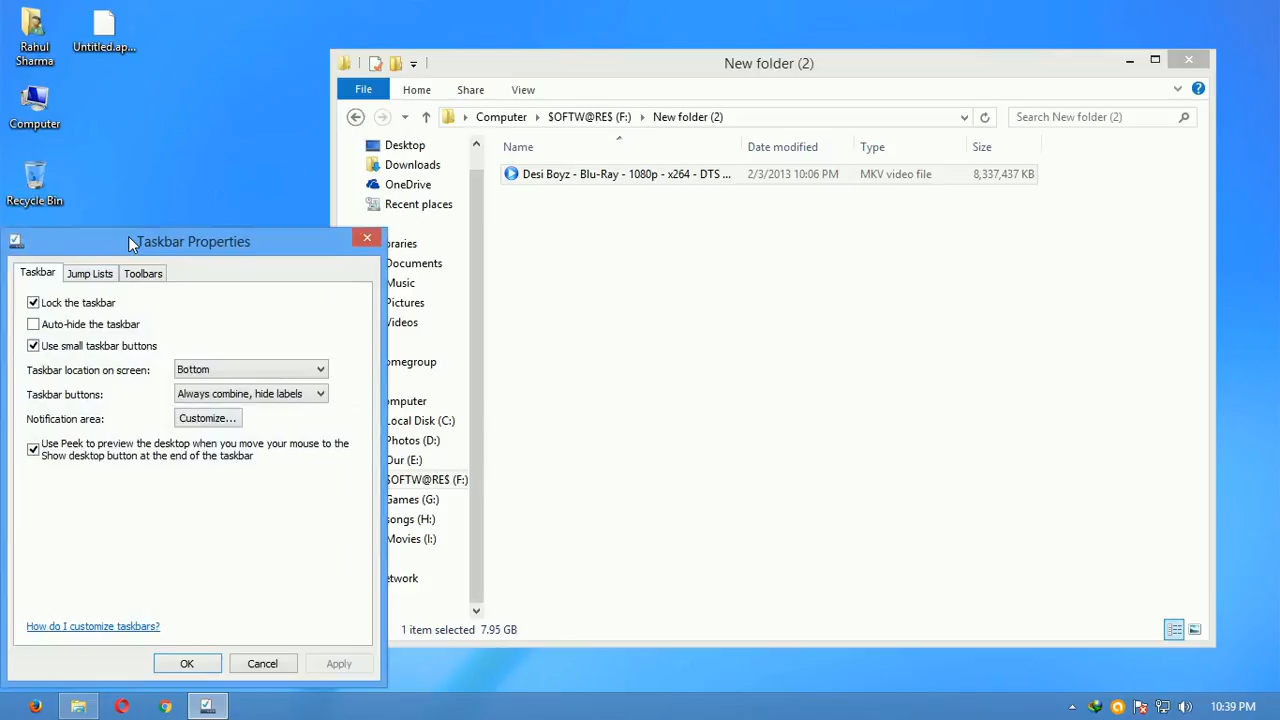 Rahul
Sharma
Untitled.ap...
Computer
Recycle Bin
New folder (2)
File
Home
Share
View
Computer
$OFTW@RE$ (F:)
New folder (2)
Search New folder (2)
Name
Date modified
Type
Size
Desi Boyz - Blu-Ray - 1080p - x264 - DTS ...
2/3/2013 10:06 PM
MKV video file
8,337,437 KB
Desktop
Downloads
OneDrive
Recent places
ibraries
Documents
Music
Pictures
Videos
omegroup
omputer
Local Disk (C:)
Photos (D:)
Our (E:)
$OFTW@RE$ (F:)
Games (G:)
songs (H:)
Movies (I:)
etwork
1 item selected 7.95 GB
Taskbar Properties
Taskbar
Jump Lists
Toolbars
Lock the taskbar
Auto-hide the taskbar
Use small taskbar buttons
Taskbar location on screen:
Bottom
Taskbar buttons:
Always combine, hide labels
Notification area:
Customize...
Use Peek to preview the desktop when you move your mouse to the
Show desktop button at the end of the taskbar
How do I customize taskbars?
OK
Cancel
Apply
10:39 PM